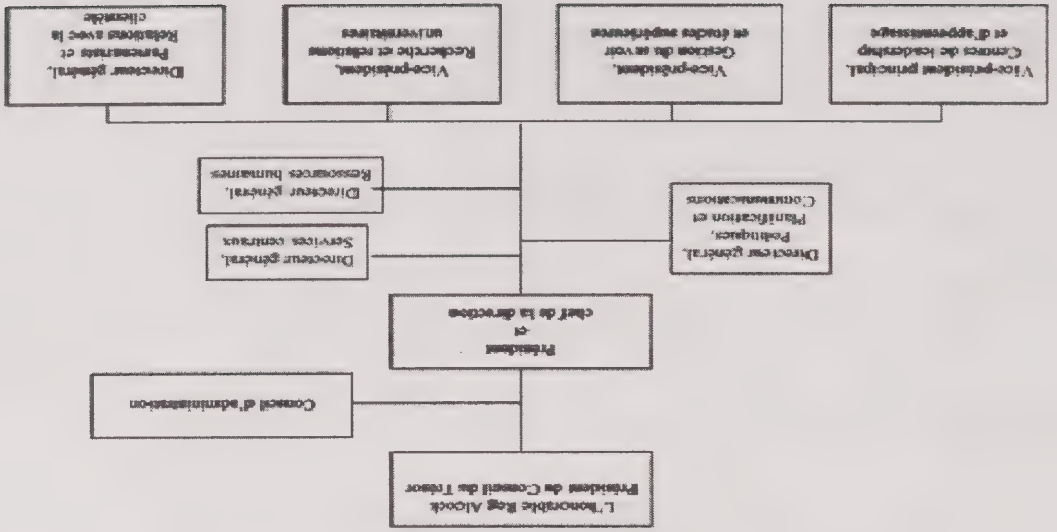 L'honorable Reg Alcock
Président du Conseil du Trésor
Conseil d'administration
Président
et
chef de la direction
Directeur général,
Politiques,
Planification et
Communications
Directeur général,
Services centraux
Directeur général,
Ressources humaines
Vice-président principal,
Centres de leadership
et d'apprentissage
Vice-président,
Gestion du savoir
et études supérieures
Vice-président,
Recherche et relations
universitaires
Directeur général,
Partenariats et
Relations avec la
clientèle